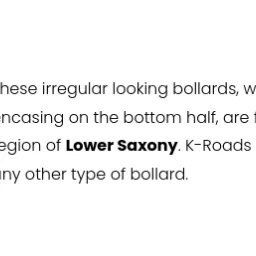 hese irregular looking bollards, w
ncasing on the bottom half, are f
egion of Lower Saxony. K-Roads
ny other type of bollard.